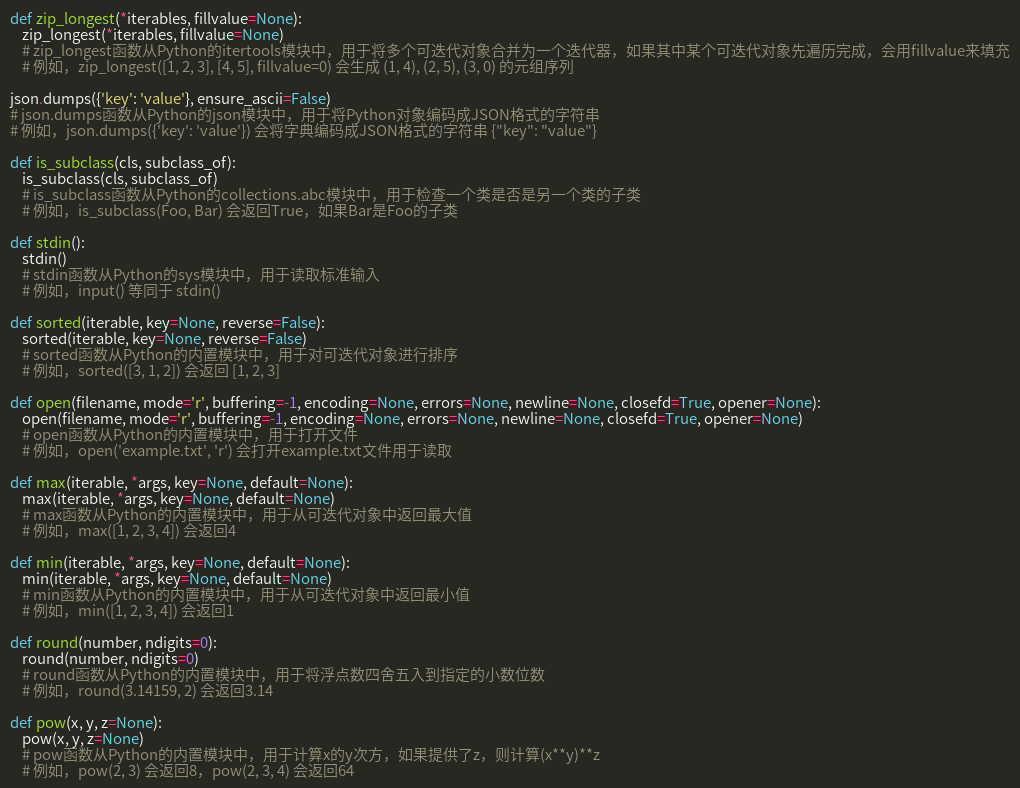 def zip_longest(*iterables, fillvalue=None):
    zip_longest(*iterables, fillvalue=None)
    # zip_longest函数从Python的itertools模块中，用于将多个可迭代对象合并为一个迭代器，如果其中某个可迭代对象先遍历完成，会用fillvalue来填充
    # 例如，zip_longest([1, 2, 3], [4, 5], fillvalue=0) 会生成 (1, 4), (2, 5), (3, 0) 的元组序列

json.dumps({'key': 'value'}, ensure_ascii=False)
# json.dumps函数从Python的json模块中，用于将Python对象编码成JSON格式的字符串
# 例如，json.dumps({'key': 'value'}) 会将字典编码成JSON格式的字符串 {"key": "value"}

def is_subclass(cls, subclass_of):
    is_subclass(cls, subclass_of)
    # is_subclass函数从Python的collections.abc模块中，用于检查一个类是否是另一个类的子类
    # 例如，is_subclass(Foo, Bar) 会返回True，如果Bar是Foo的子类

def stdin():
    stdin()
    # stdin函数从Python的sys模块中，用于读取标准输入
    # 例如，input() 等同于 stdin()

def sorted(iterable, key=None, reverse=False):
    sorted(iterable, key=None, reverse=False)
    # sorted函数从Python的内置模块中，用于对可迭代对象进行排序
    # 例如，sorted([3, 1, 2]) 会返回 [1, 2, 3]

def open(filename, mode='r', buffering=-1, encoding=None, errors=None, newline=None, closefd=True, opener=None):
    open(filename, mode='r', buffering=-1, encoding=None, errors=None, newline=None, closefd=True, opener=None)
    # open函数从Python的内置模块中，用于打开文件
    # 例如，open('example.txt', 'r') 会打开example.txt文件用于读取

def max(iterable, *args, key=None, default=None):
    max(iterable, *args, key=None, default=None)
    # max函数从Python的内置模块中，用于从可迭代对象中返回最大值
    # 例如，max([1, 2, 3, 4]) 会返回4

def min(iterable, *args, key=None, default=None):
    min(iterable, *args, key=None, default=None)
    # min函数从Python的内置模块中，用于从可迭代对象中返回最小值
    # 例如，min([1, 2, 3, 4]) 会返回1

def round(number, ndigits=0):
    round(number, ndigits=0)
    # round函数从Python的内置模块中，用于将浮点数四舍五入到指定的小数位数
    # 例如，round(3.14159, 2) 会返回3.14

def pow(x, y, z=None):
    pow(x, y, z=None)
    # pow函数从Python的内置模块中，用于计算x的y次方，如果提供了z，则计算(x**y)**z
    # 例如，pow(2, 3) 会返回8，pow(2, 3, 4) 会返回64